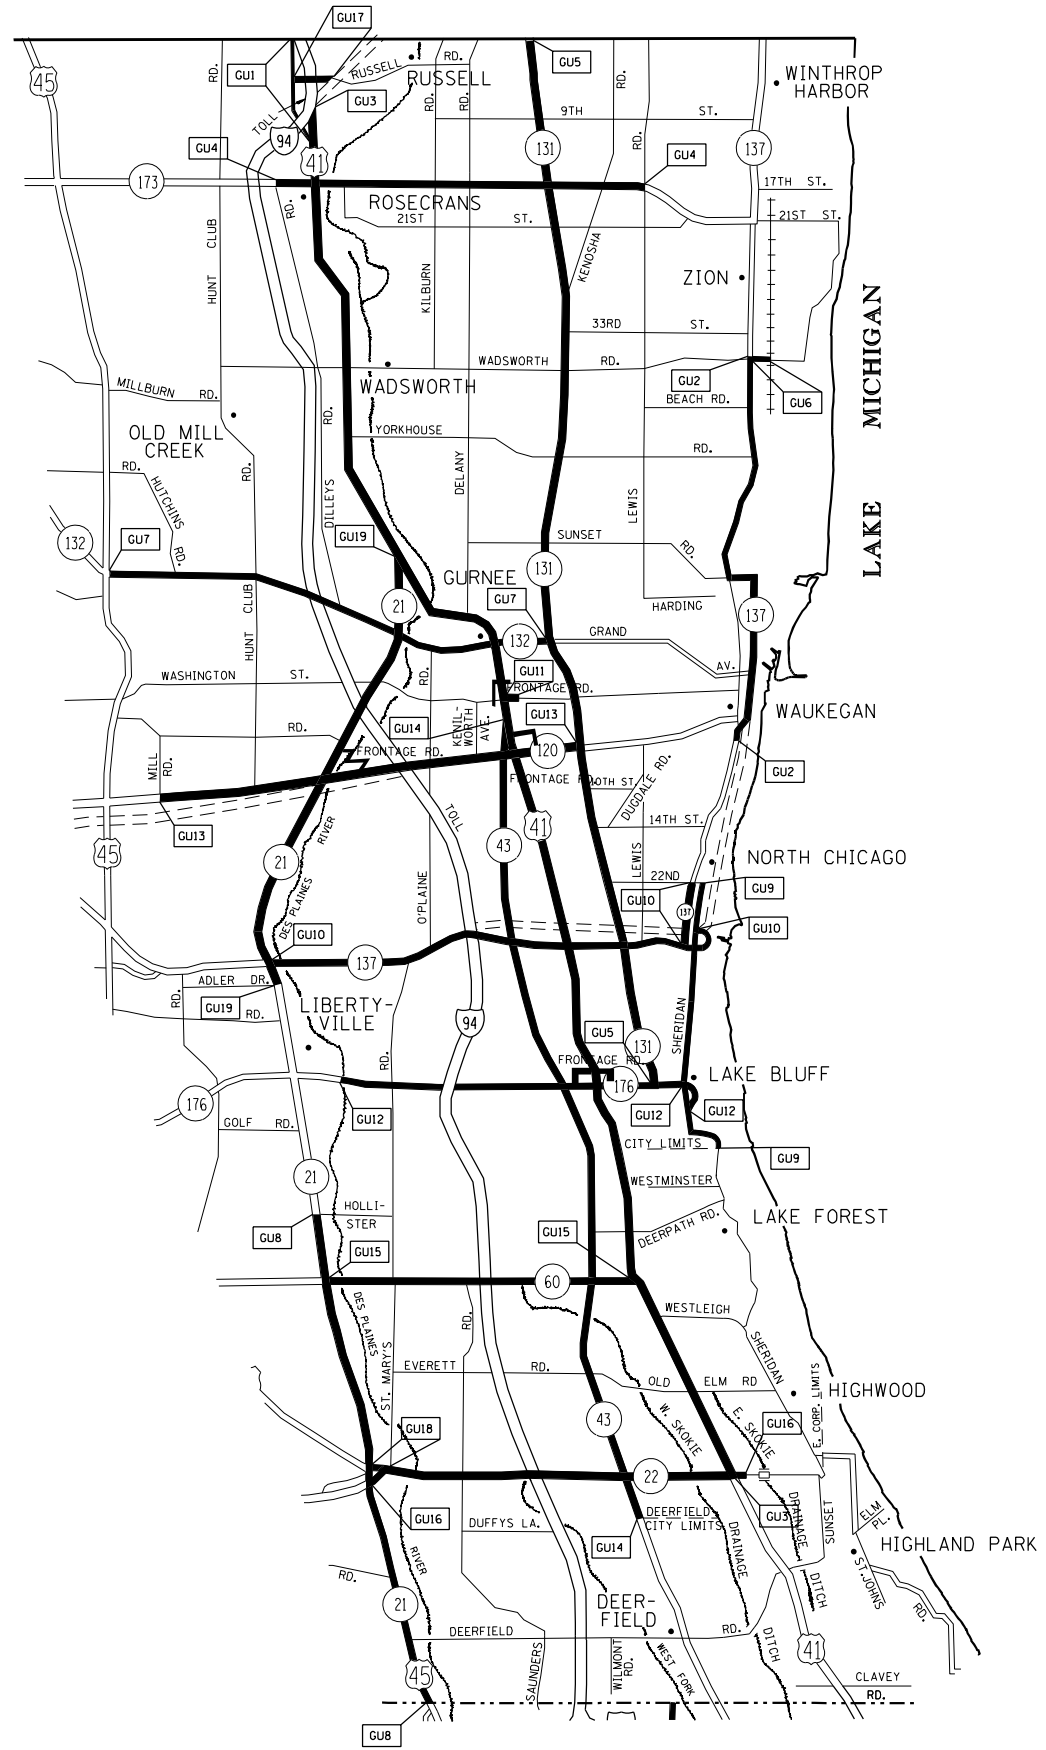 GU17
45
RD.
GU1
RUSSELL
RD.
RUSSELL
GU5
RD.
WINTHROP
HARBOR
GU3
RD.
RD.
TOLL
9TH
ST.
94
GU4
41
131
RD.
GU4
137
173
17TH ST.
RD.
ROSECRANS
21ST
ST.
21ST ST.
HUNT CLUB
KILBURN
KENOSHA
ZION
33RD
ST.
LAKE MICHIGAN
WADSWORTH
RD.
MILLBURN
RD.
WADSWORTH
GU2
BEACH RD.
GU6
RD.
OLD MILL
CREEK
YORKHOUSE
RD.
RD.
RD.
DELANY
HUTCHINS
RD.
DILLEYS
LEWIS
132
GU7
GU19
SUNSET
RD.
131
GURNEE
21
GU7
HARDING
137
HUNT CLUB
132
GRAND
AV.
WASHINGTON
ST.
RD.
GU11
FRONTAGE RD.
GU14
KENIL-
WORTH
AVE.
GU13
WAUKEGAN
RD.
FRONTAGE RD.
120
MILL
RD.
FRONTAGE RD.
10TH ST.
DUGDALE RD.
GU2
GU13
TOLL
41
14TH ST.
RIVER
43
45
21
LEWIS
NORTH CHICAGO
22ND
GU9
DES PLAINES
O'PLAINE
GU10
137
GU10
GU10
137
ADLER DR.
RD.
GU19
RD.
LIBERTY-
VILLE
94
GU5
SHERIDAN
131
RD.
FRONTAGE RD.
176
LAKE BLUFF
176
GU12
GU12
GU12
GOLF RD.
CITY LIMITS
GU9
21
WESTMINSTER
HOLLI-
STER
GU8
GU15
GU15
DEERPATH RD.
LAKE FOREST
60
DES PLAINES
RD.
WESTLEIGH
ST. MARY'S
SHERIDAN
EVERETT
RD.
OLD ELM RD
HIGHWOOD
E. CORP. LIMITS
43
W. SKOKIE
E. SKOKIE
GU16
GU18
22
GU16
DUFFYS LA.
DEERFIELD
CITY LIMITS
GU3
DRAINAGE
SUNSET
ELM
PL.
GU14
DRAINAGE
HIGHLAND PARK
RD.
RIVER
ST.JOHNS
DITCH
RD.
21
DEER-
FIELD
DEERFIELD
RD.
DITCH
41
45
SAUNDERS
WILMONT
RD.
WEST FORK
CLAVEY
RD.
GU8